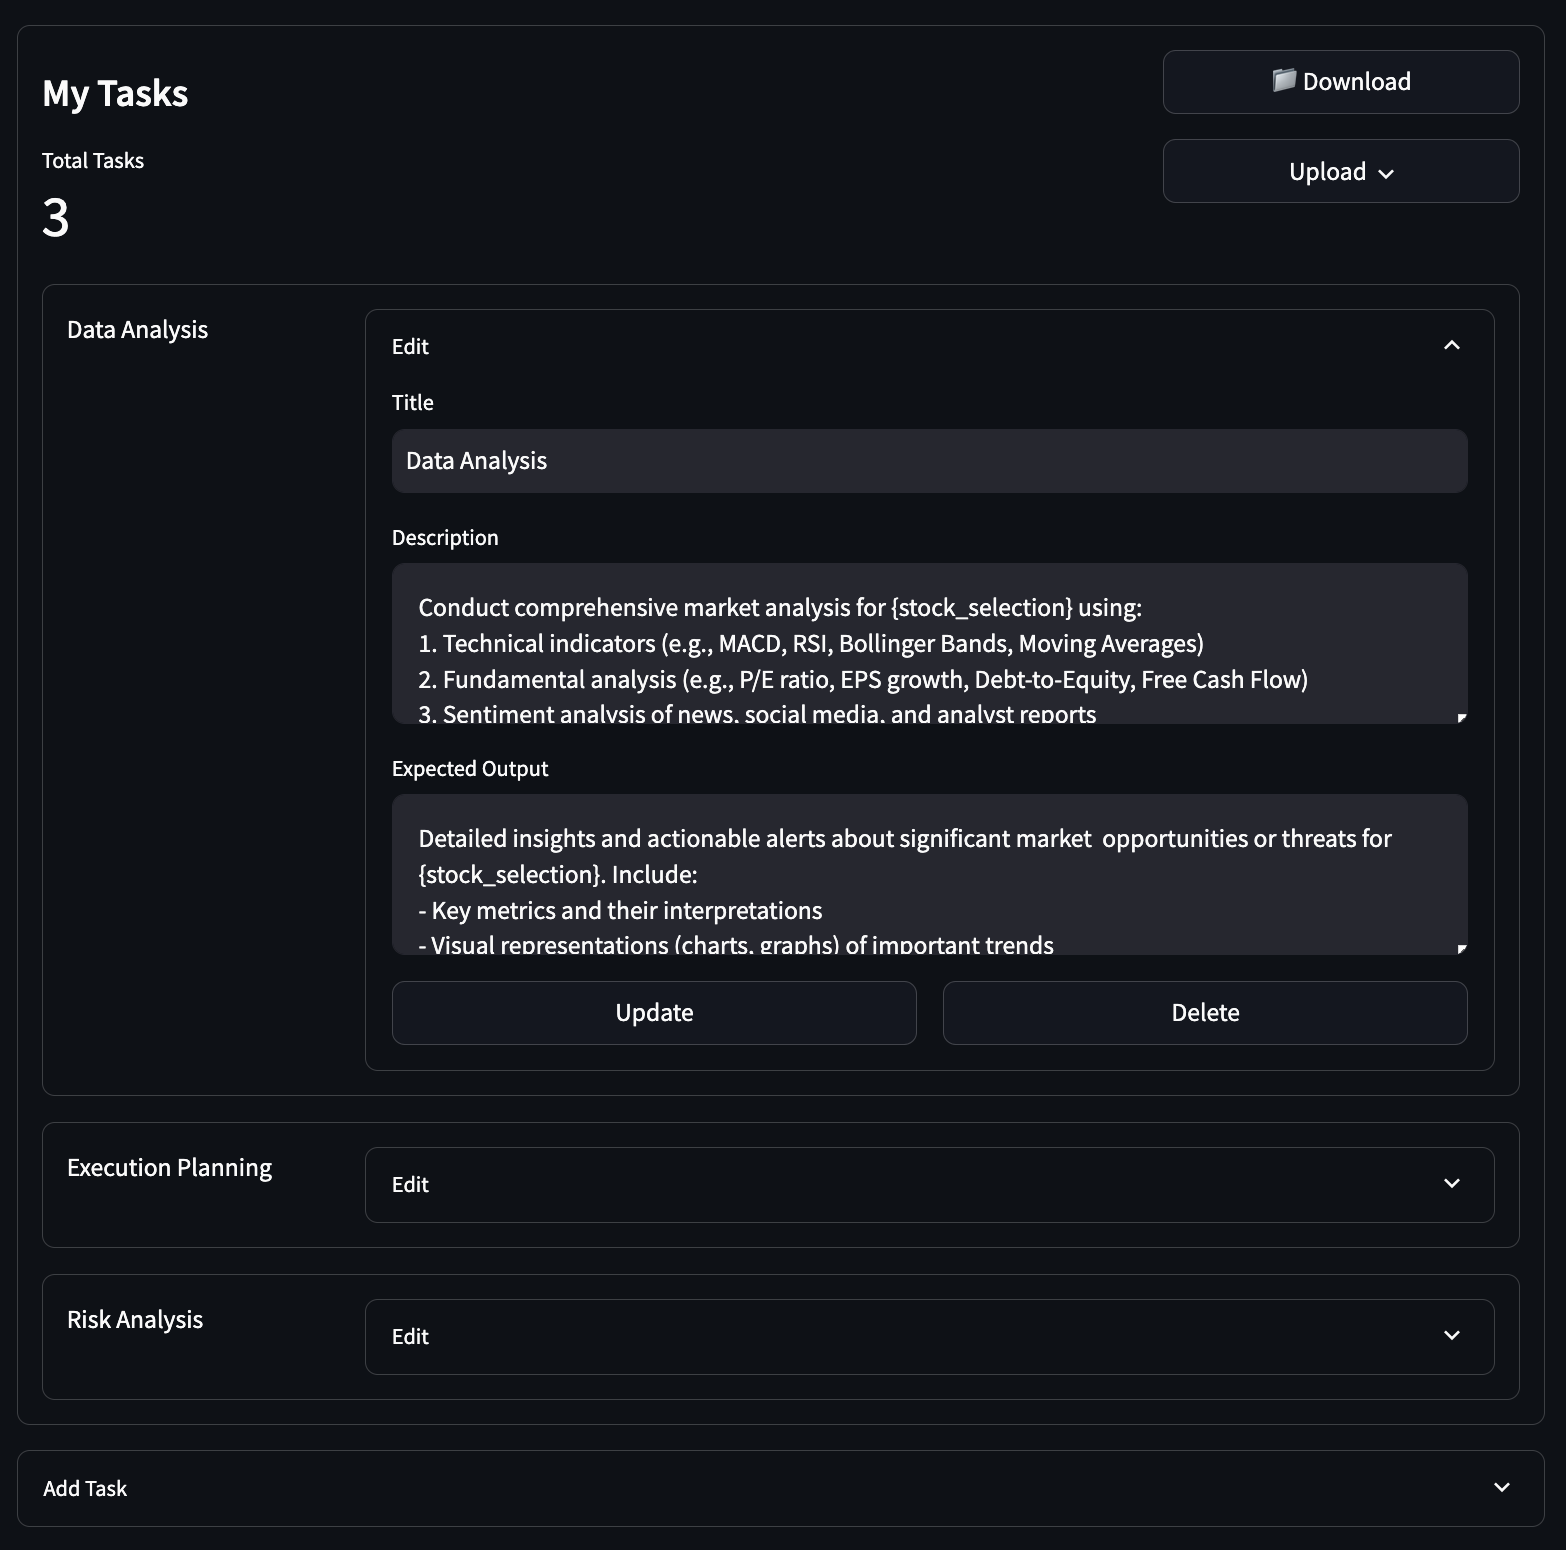 My Tasks
Download
Total Tasks
3
Upload
Data Analysis
Edit
Title
Data Analysis
Description
Conduct comprehensive market analysis for {stock_selection} using:
1. Technical indicators (e.g., MACD, RSI, Bollinger Bands, Moving Averages)
2. Fundamental analysis (e.g., P/E ratio, EPS growth, Debt-to-Equity, Free Cash Flow)
3. Sentiment analysis of news, social media, and analyst reports
Expected Output
Detailed insights and actionable alerts about significant market  opportunities or threats for
{stock_selection}. Include:
- Key metrics and their interpretations
- Visual representations (charts, graphs) of important trends
Update
Delete
Execution Planning
Edit
Risk Analysis
Edit
Add Task